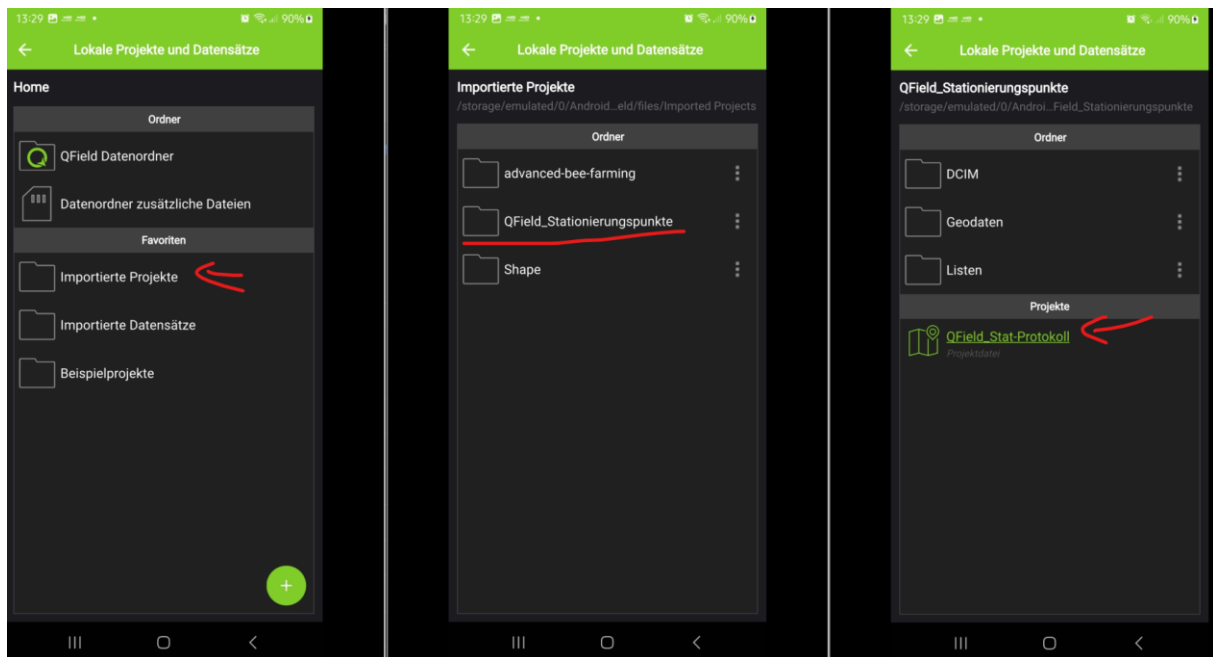 13:29 90%
Lokale Projekte und Datensätze
Home
Ordner
QField Datenordner
Datenordner zusätzliche Dateien
Favoriten
Importierte Projekte
Importierte Datensätze
Beispielprojekte
13:29 90%
Lokale Projekte und Datensätze
Importierte Projekte
/storage/emulated/0/Android...eld/files/Imported Projects
Ordner
advanced-bee-farming
QField_Stationierungspunkte
Shape
13:29 90%
Lokale Projekte und Datensätze
QField_Stationierungspunkte
/storage/emulated/0/Androi...Field_Stationierungspunkte
Ordner
DCIM
Geodaten
Listen
Projekte
QField_Stat-Protokoll
Projektdatei